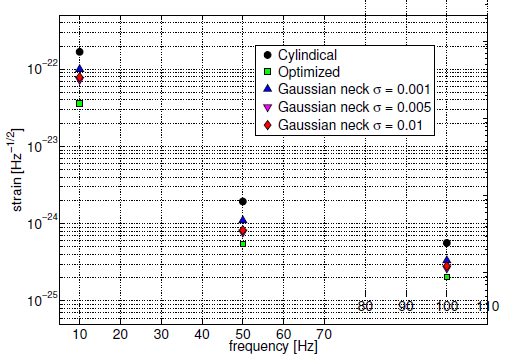 Cylindical
Optimized
Gaussian neck σ = 0.001
Gaussian neck σ = 0.005
Gaussian neck σ = 0.01
strain [Hz^−1/2]
10^−22
10^−23
10^−24
10^−25
10 20 30 40 50 60 70 80 90 100 110
frequency [Hz]